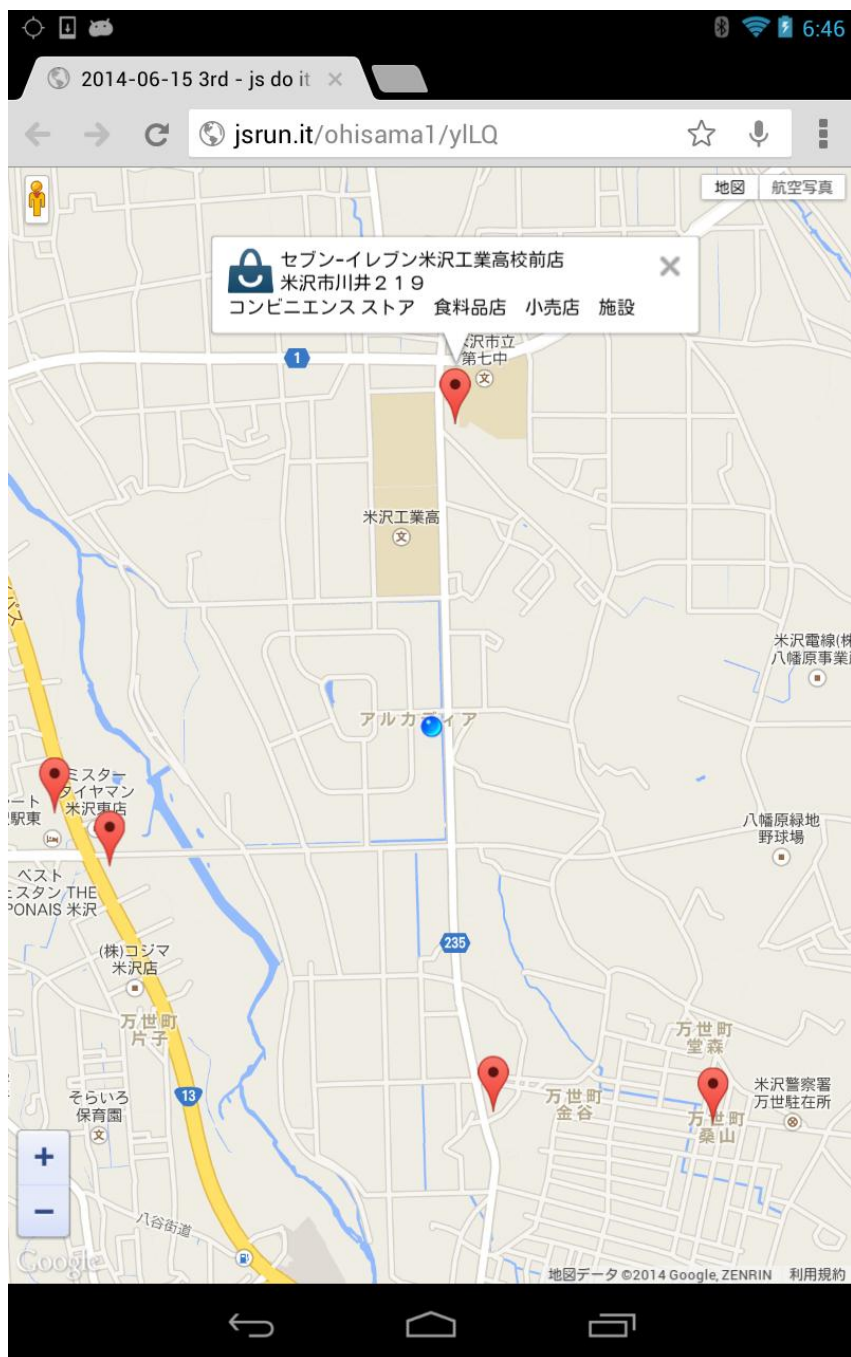 6:46
2014-06-15 3rd - js do it
jsrun.it/ohisama1/ylLQ
地図 航空写真
セブン-イレブン米沢工業高校前店
米沢市川井２１９
コンビニエンス ストア　食料品店　小売店　施設
沢市立
第七中
文
1
米沢工業高
文
パス
米沢電線(株
八幡原事業
アルカディア
ミスター
タイヤマン
米沢東店
ート
駅東
八幡原緑地
野球場
ベスト
スタン THE
PONAIS 米沢
235
(株)コジマ
米沢店
万世町
片子
万世町
堂森
13
そらいろ
保育園
文
万世町
金谷
米沢警察署
万世駐在所
万世町
桑山
+
−
八谷街道
Google
地図データ ©2014 Google, ZENRIN 利用規約